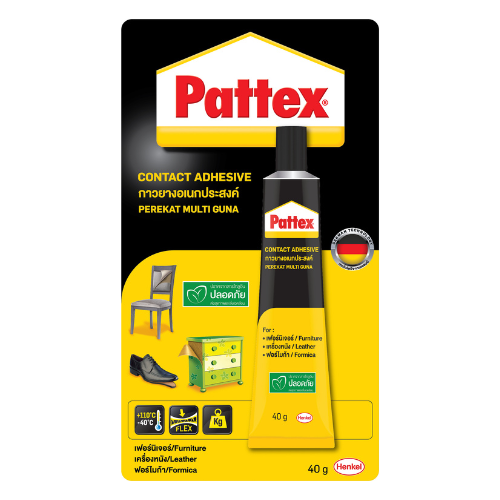 Pattex®
CONTACT ADHESIVE
กาวยางอเนกประสงค์
PEREKAT MULTI GUNA
ปลอดภัย
+110°C
-40°C
FLEX
Kg
เฟอร์นิเจอร์/Furniture
เครื่องหนัง/Leather
ฟอร์ไมก้า/Formica
Pattex
CONTACT ADHESIVE
กาวยางอเนกประสงค์
PEREKAT MULTI GUNA
GERMAN TECHNOLOGY
For :
• เฟอร์นิเจอร์/Furniture
• เครื่องหนัง/Leather
• ฟอร์ไมก้า/Formica
ปลอดภัย
40 g
Henkel
40 g
Henkel